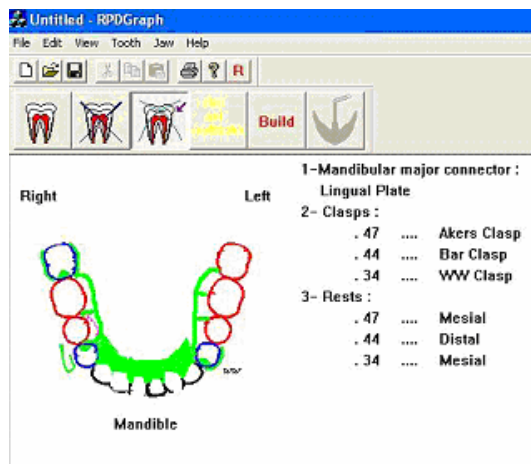 Untitled - RPDGraph
File Edit View Tooth Jaw Help
R
Build
Right
Left
Mandible
1-Mandibular major connector :
Lingual Plate
2- Clasps :
. 47 .... Akers Clasp
. 44 .... Bar Clasp
. 34 .... WW Clasp
3- Rests :
. 47 .... Mesial
. 44 .... Distal
. 34 .... Mesial